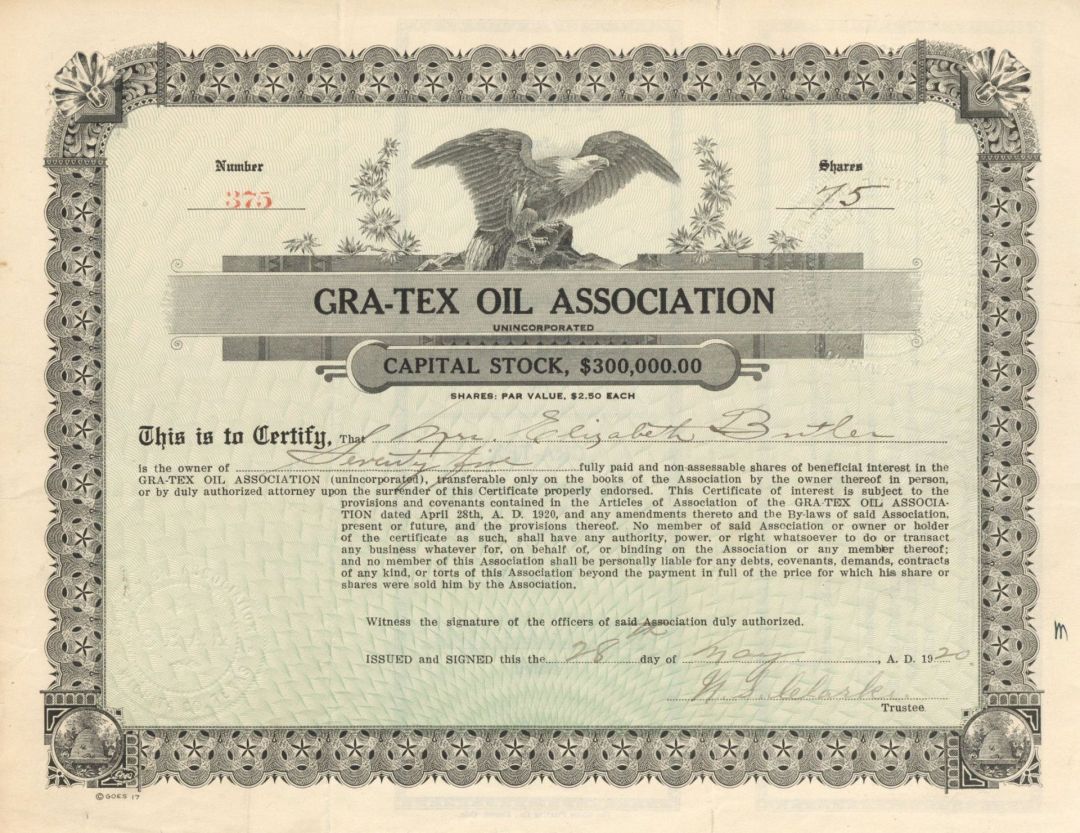 Number
375
Shares
75
GRA-TEX OIL ASSOCIATION
UNINCORPORATED
CAPITAL STOCK, $300,000.00
SHARES: PAR VALUE, $2.50 EACH
This is to Certify, That Mrs. Elizabeth Butler
is the owner of Seventy five fully paid and non-assessable shares of beneficial interest in the
GRA-TEX OIL ASSOCIATION (unincorporated), transferable only on the books of the Association by the owner thereof in person,
or by duly authorized attorney upon the surrender of this Certificate properly endorsed. This Certificate of interest is subject to the
provisions and covenants contained in the Articles of Association of the GRA-TEX OIL ASSOCIA-
TION dated April 28th, A. D. 1920, and any amendments thereto and the By-laws of said Association,
present or future, and the provisions thereof. No member of said Association or owner or holder
of the certificate as such, shall have any authority, power, or right whatsoever to do or transact
any business whatever for, on behalf of, or binding on the Association or any member thereof;
and no member of this Association shall be personally liable for any debts, covenants, demands, contracts
of any kind, or torts of this Association beyond the payment in full of the price for which his share or
shares were sold him by the Association.
Witness the signature of the officers of said Association duly authorized.
ISSUED and SIGNED this the 28th day of May, A. D. 1920
Trustee
m
Goes
© GOES 17